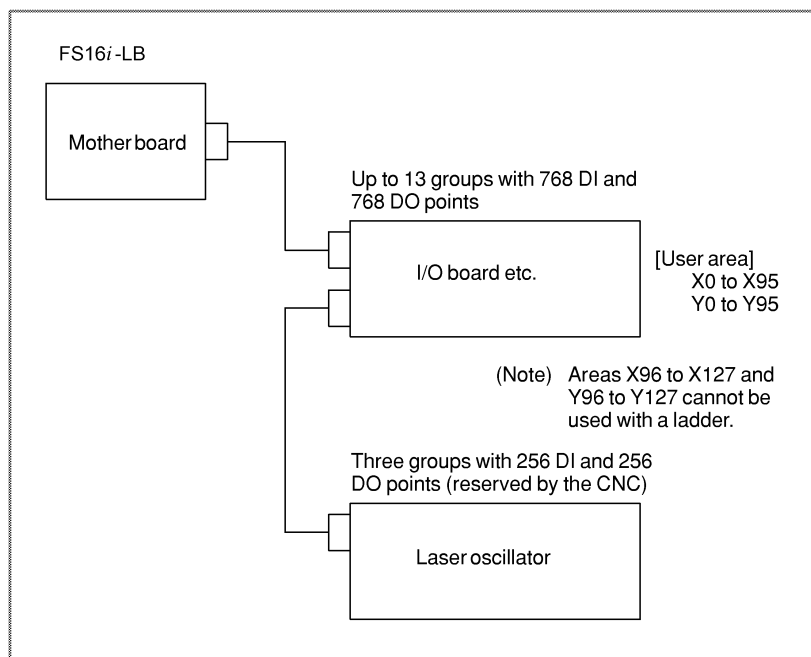 FS16i-LB
Mother board
Up to 13 groups with 768 DI and
768 DO points
I/O board etc.
[User area]
X0 to X95
Y0 to Y95
(Note) Areas X96 to X127 and
Y96 to Y127 cannot be
used with a ladder.
Three groups with 256 DI and 256
DO points (reserved by the CNC)
Laser oscillator